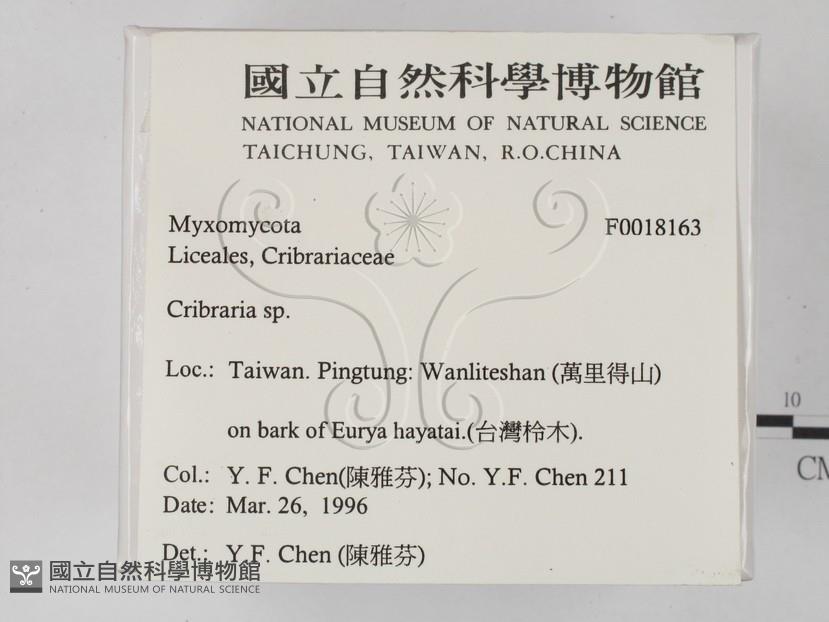 國立自然科學博物館
NATIONAL MUSEUM OF NATURAL SCIENCE
TAICHUNG, TAIWAN, R.O.CHINA
Myxomycota F0018163
Liceales, Cribrariaceae
Cribraria sp.
Loc.: Taiwan. Pingtung: Wanliteshan (萬里得山)
on bark of Eurya hayatai.(台灣柃木).
Col.: Y. F. Chen(陳雅芬); No. Y.F. Chen 211
Date: Mar. 26, 1996
Det.: Y.F. Chen (陳雅芬)
10
CM
國立自然科學博物館
NATIONAL MUSEUM OF NATURAL SCIENCE